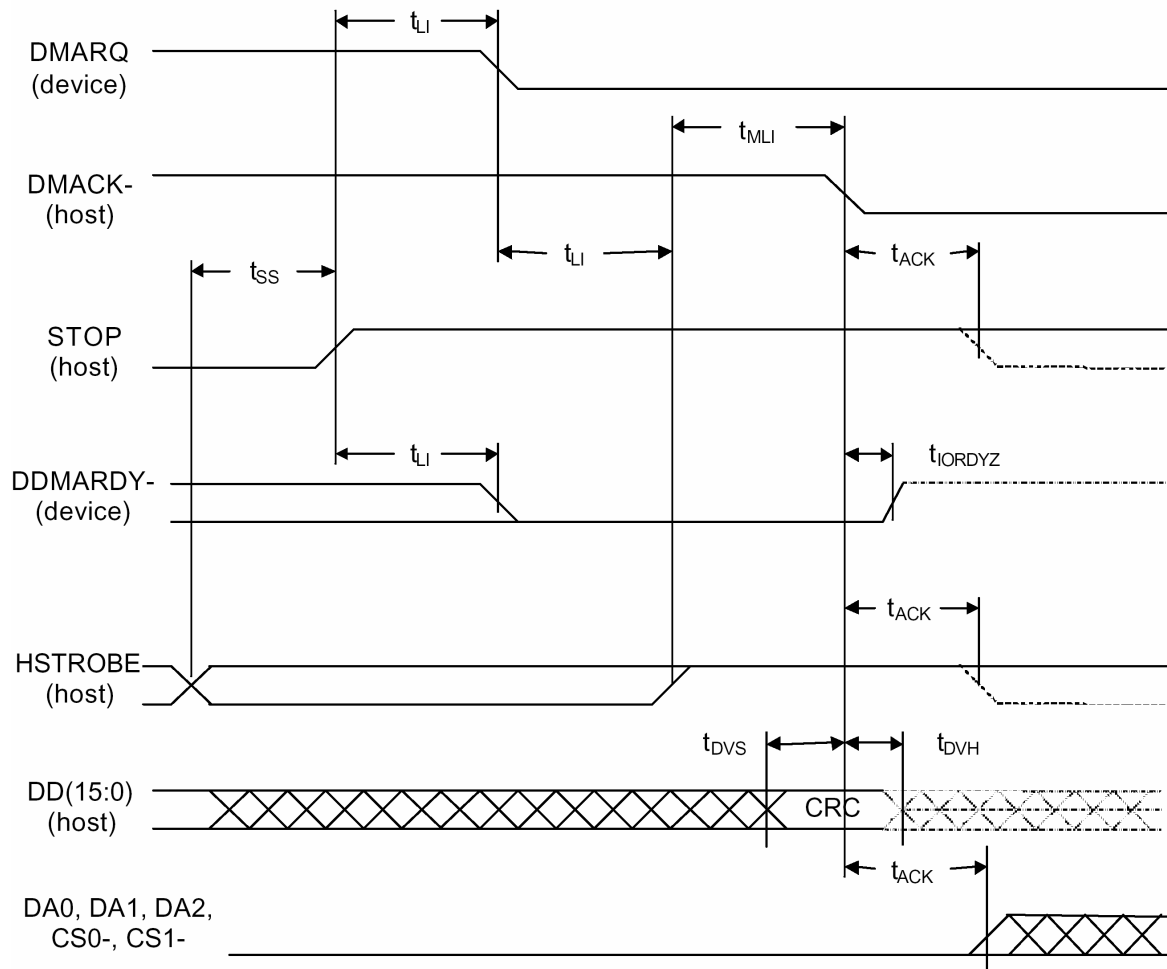 tLI
DMARQ
(device)
tMLI
DMACK-
(host)
tLI
tACK
tSS
STOP
(host)
tLI
tIORDYZ
DDMARDY-
(device)
tACK
HSTROBE
(host)
tDVS
tDVH
DD(15:0)
(host)
CRC
tACK
DA0, DA1, DA2,
CS0-, CS1-